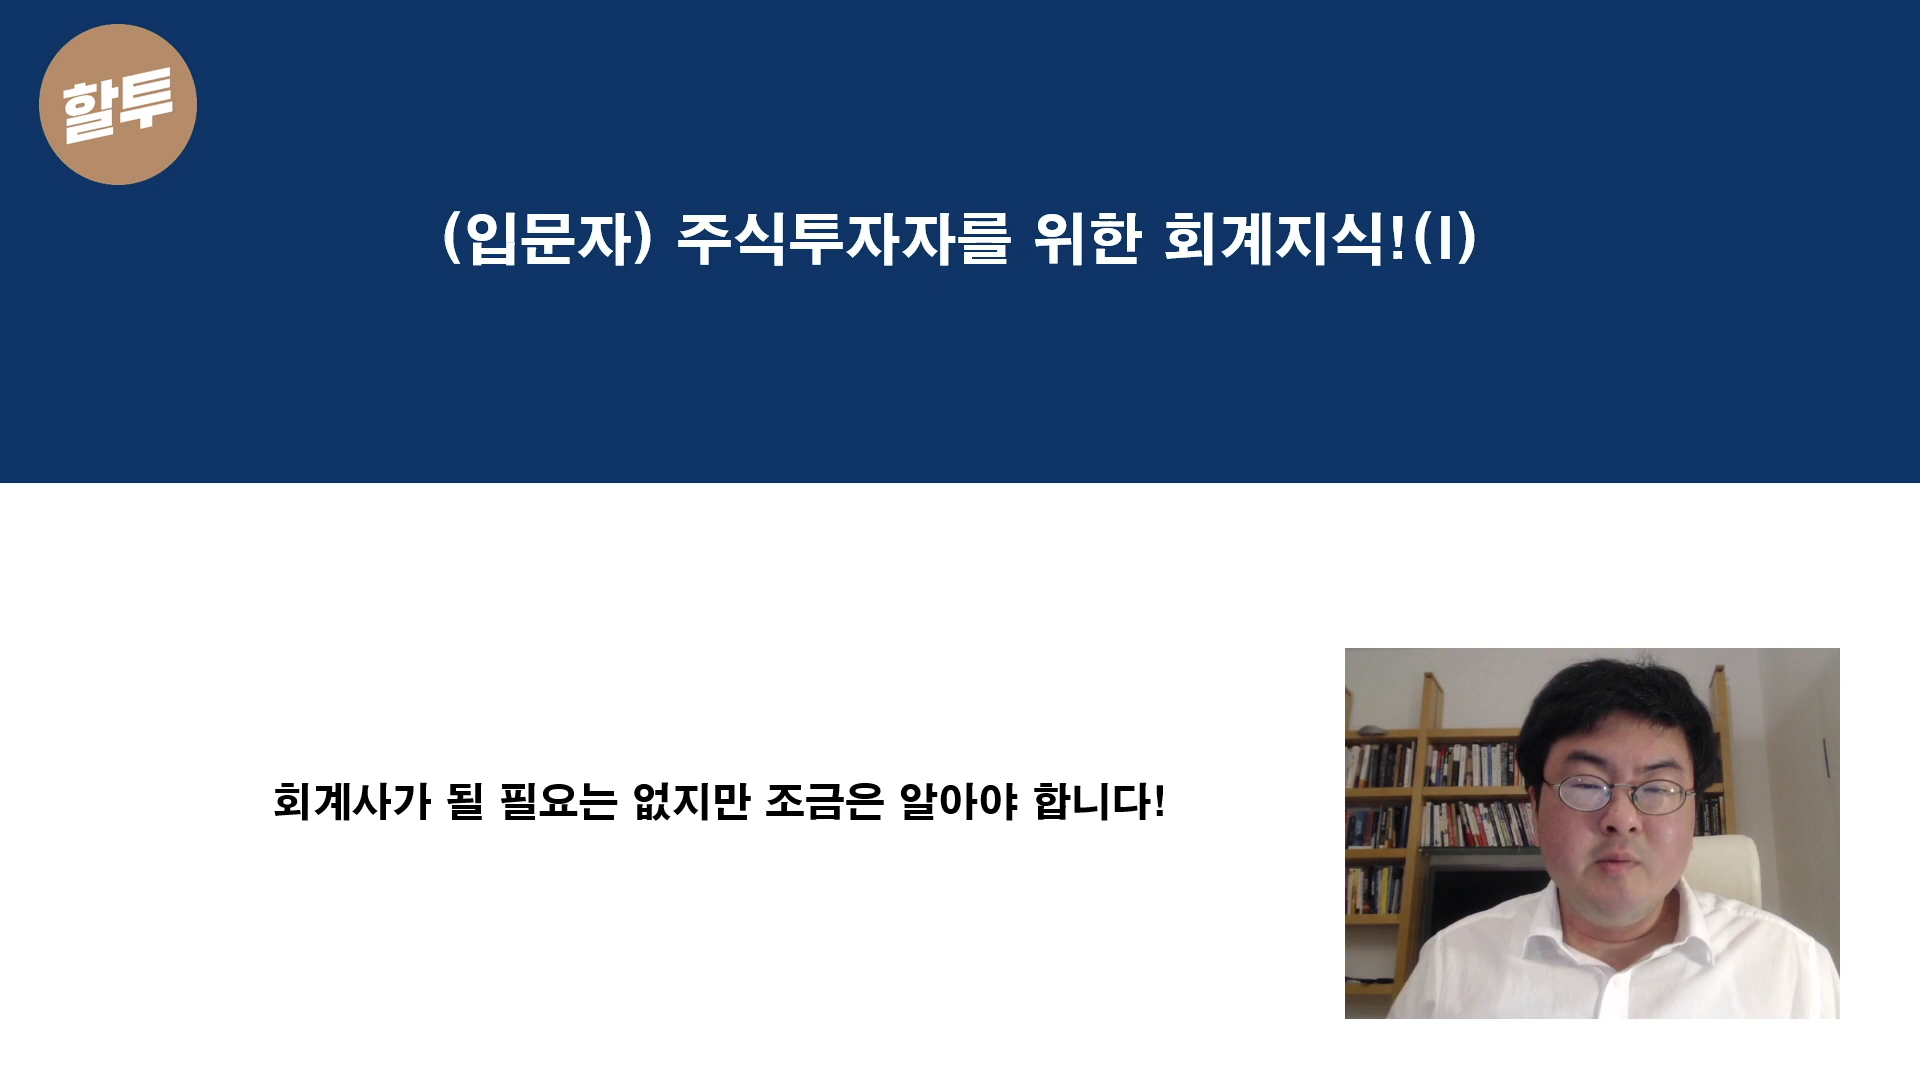 할투
(입문자) 주식투자자를 위한 회계지식!(I)
회계사가 될 필요는 없지만 조금은 알아야 합니다!